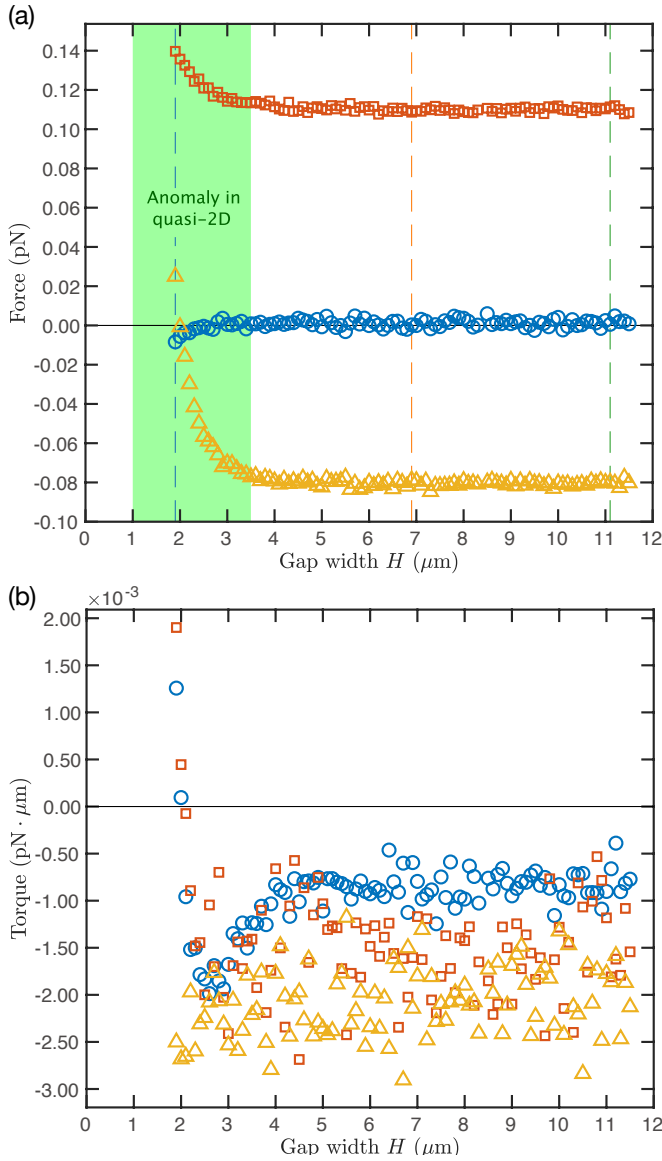 (a)
0.14
0.12
0.10
0.08
0.06
0.04
0.02
0.00
-0.02
-0.04
-0.06
-0.08
-0.10
Force (pN)
Anomaly in
quasi-2D
0 1 2 3 4 5 6 7 8 9 10 11 12
Gap width H (μm)
(b)
×10⁻³
2.00
1.50
1.00
0.50
0.00
-0.50
-1.00
-1.50
-2.00
-2.50
-3.00
Torque (pN · μm)
0 1 2 3 4 5 6 7 8 9 10 11 12
Gap width H (μm)